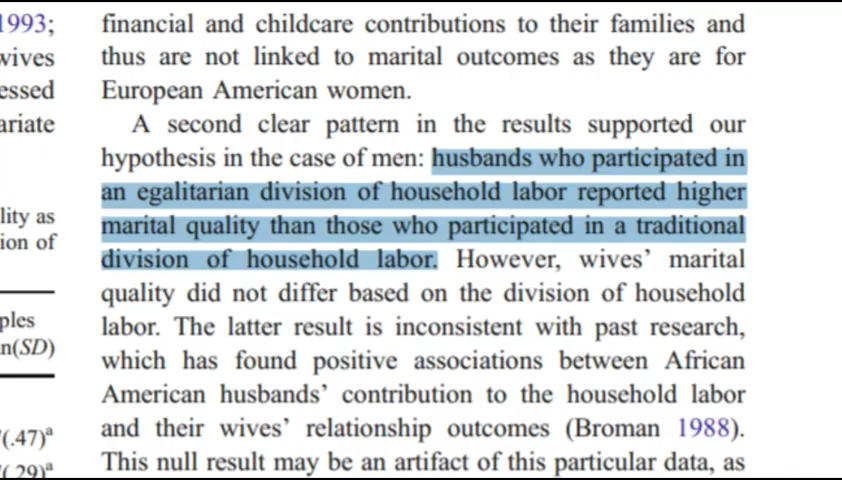 1993;
wives
essed
ariate
lity as
ion of
ples
n(SD)
(.47)ᵃ
(.29)ᵃ
financial and childcare contributions to their families and
thus are not linked to marital outcomes as they are for
European American women.
A second clear pattern in the results supported our
hypothesis in the case of men: husbands who participated in
an egalitarian division of household labor reported higher
marital quality than those who participated in a traditional
division of household labor. However, wives’ marital
quality did not differ based on the division of household
labor. The latter result is inconsistent with past research,
which has found positive associations between African
American husbands’ contribution to the household labor
and their wives’ relationship outcomes (Broman 1988).
This null result may be an artifact of this particular data, as